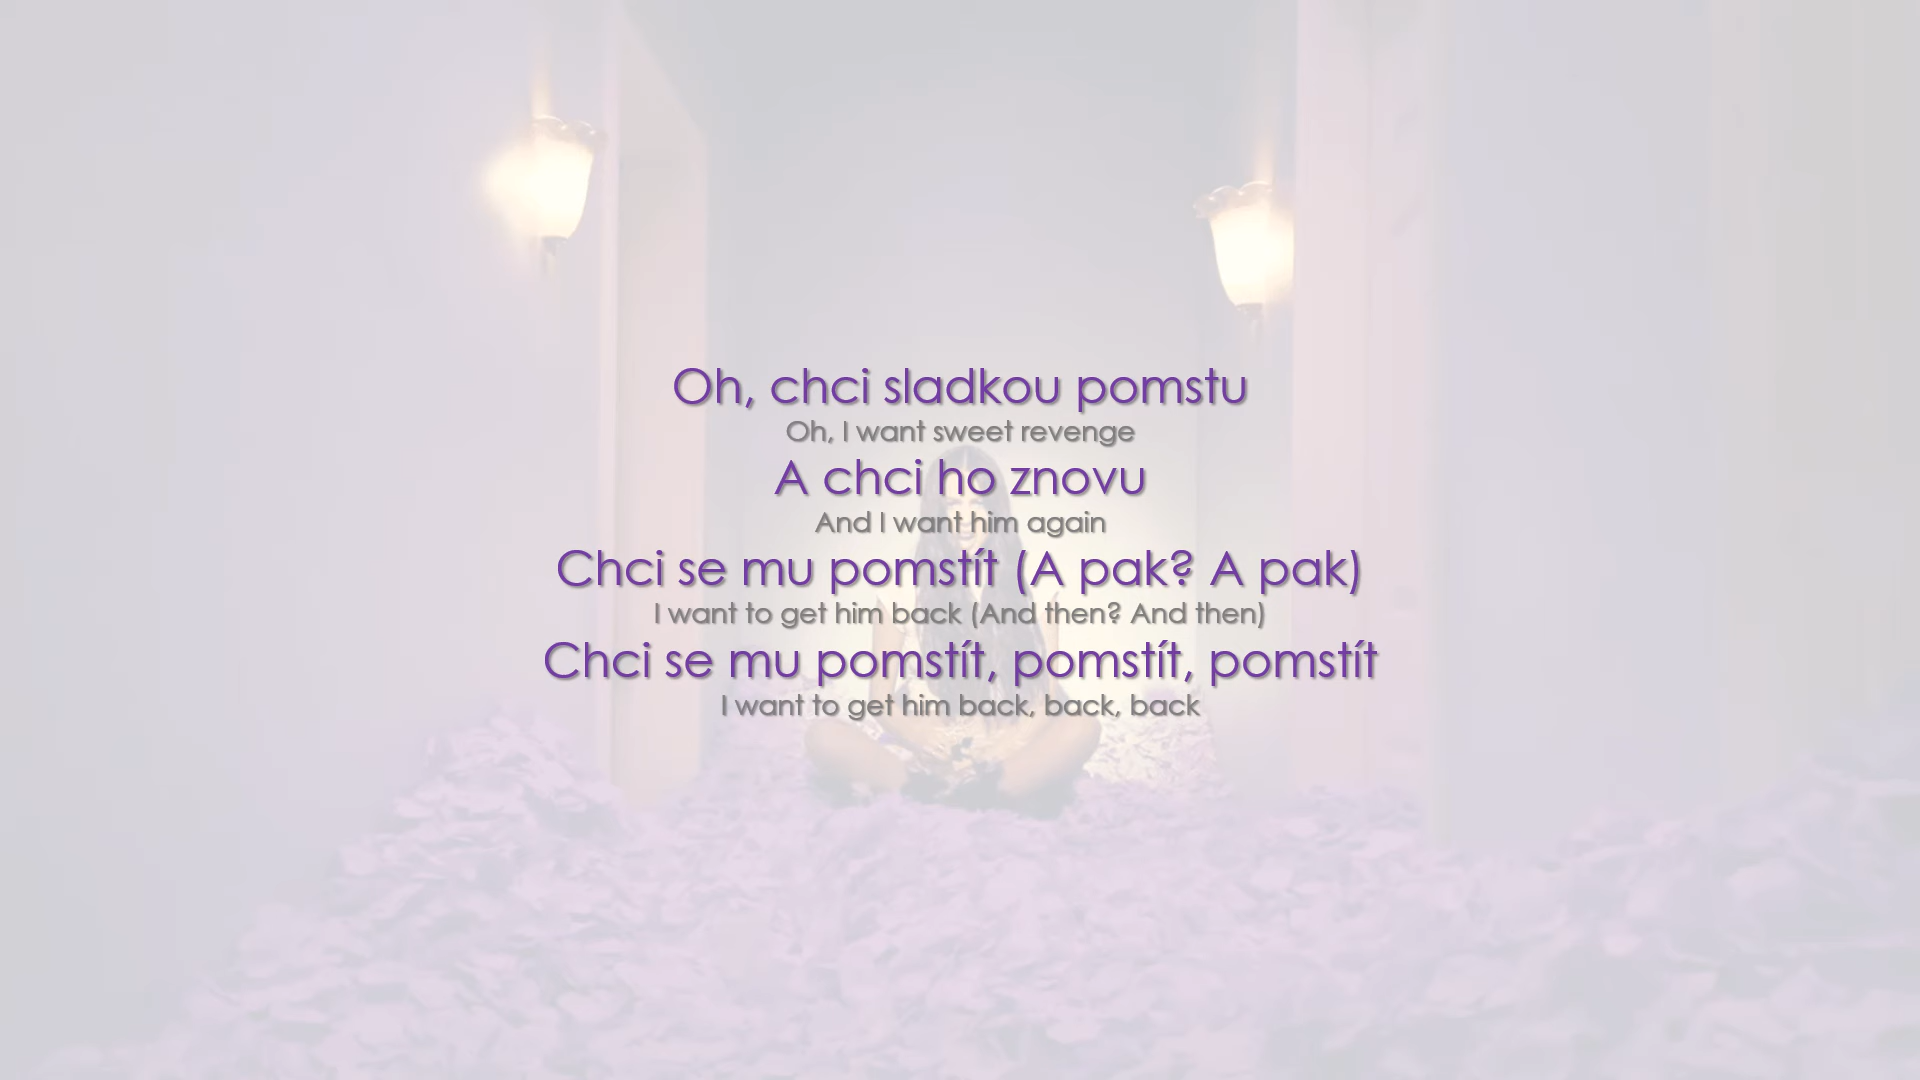 Oh, chci sladkou pomstu
Oh, I want sweet revenge
A chci ho znovu
And I want him again
Chci se mu pomstít (A pak? A pak)
I want to get him back (And then? And then)
Chci se mu pomstít, pomstít, pomstít
I want to get him back, back, back